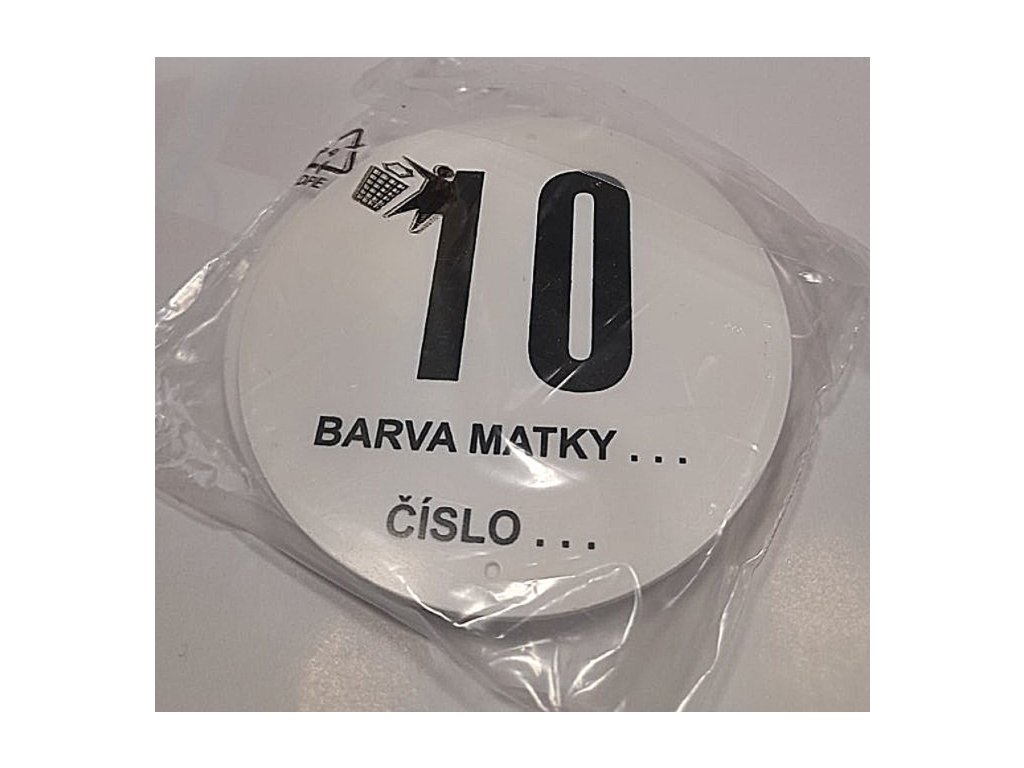 10
BARVA MATKY . . .
ČÍSLO . . .